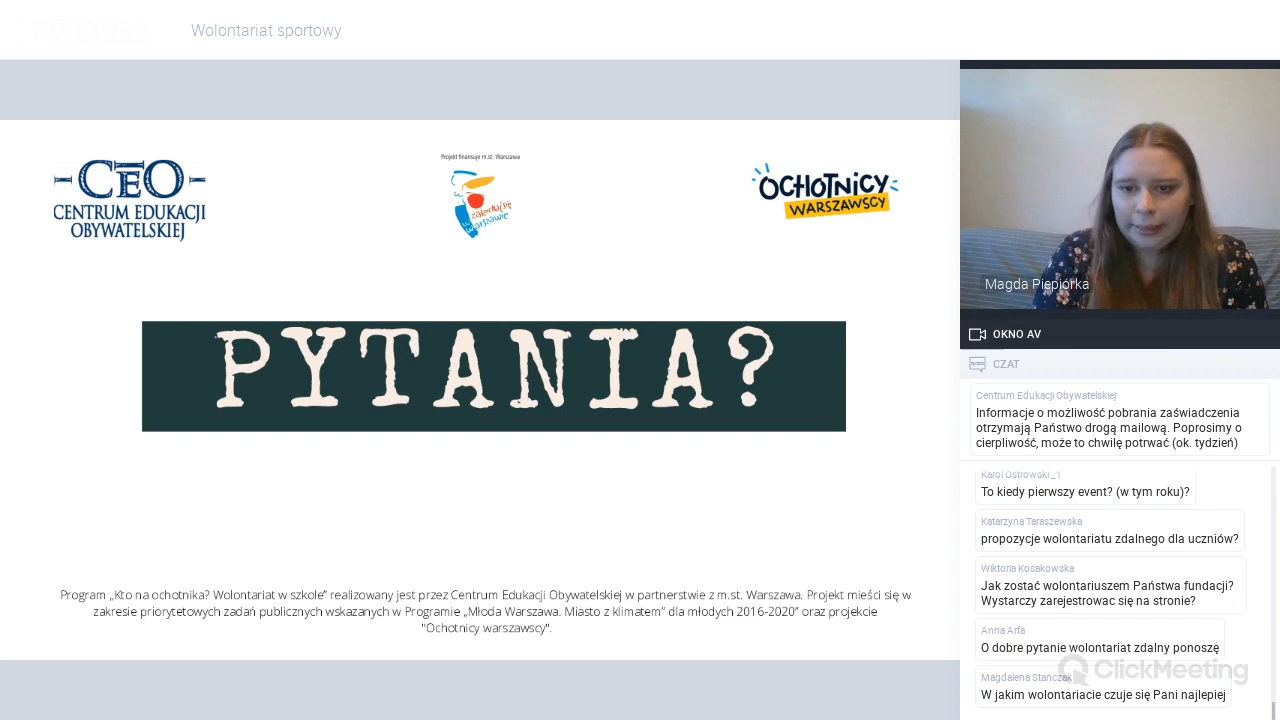 Wolontariat sportowy
CEO
CENTRUM EDUKACJI
OBYWATELSKIEJ
Projekt finansuje m.st. Warszawa
zakochaj się
w warszawie
OCHOTNICY
WARSZAWSCY
PYTANIA?
Program „Kto na ochotnika? Wolontariat w szkole” realizowany jest przez Centrum Edukacji Obywatelskiej w partnerstwie z m.st. Warszawa. Projekt mieści się w
zakresie priorytetowych zadań publicznych wskazanych w Programie „Młoda Warszawa. Miasto z klimatem” dla młodych 2016-2020” oraz projekcie
"Ochotnicy warszawscy".
Magda Piepiórka
OKNO AV
CZAT
Centrum Edukacji Obywatelskiej
Informacje o możliwość pobrania zaświadczenia
otrzymają Państwo drogą mailową. Poprosimy o
cierpliwość, może to chwilę potrwać (ok. tydzień)
Karol Ostrowski_1
To kiedy pierwszy event? (w tym roku)?
Katarzyna Taraszewska
propozycje wolontariatu zdalnego dla uczniów?
Wiktoria Kosakowska
Jak zostać wolontariuszem Państwa fundacji?
Wystarczy zarejestrowac się na stronie?
Anna Arfa
O dobre pytanie wolontariat zdalny ponoszę
ClickMeeting
Magdalena Stańczak
W jakim wolontariacie czuje się Pani najlepiej